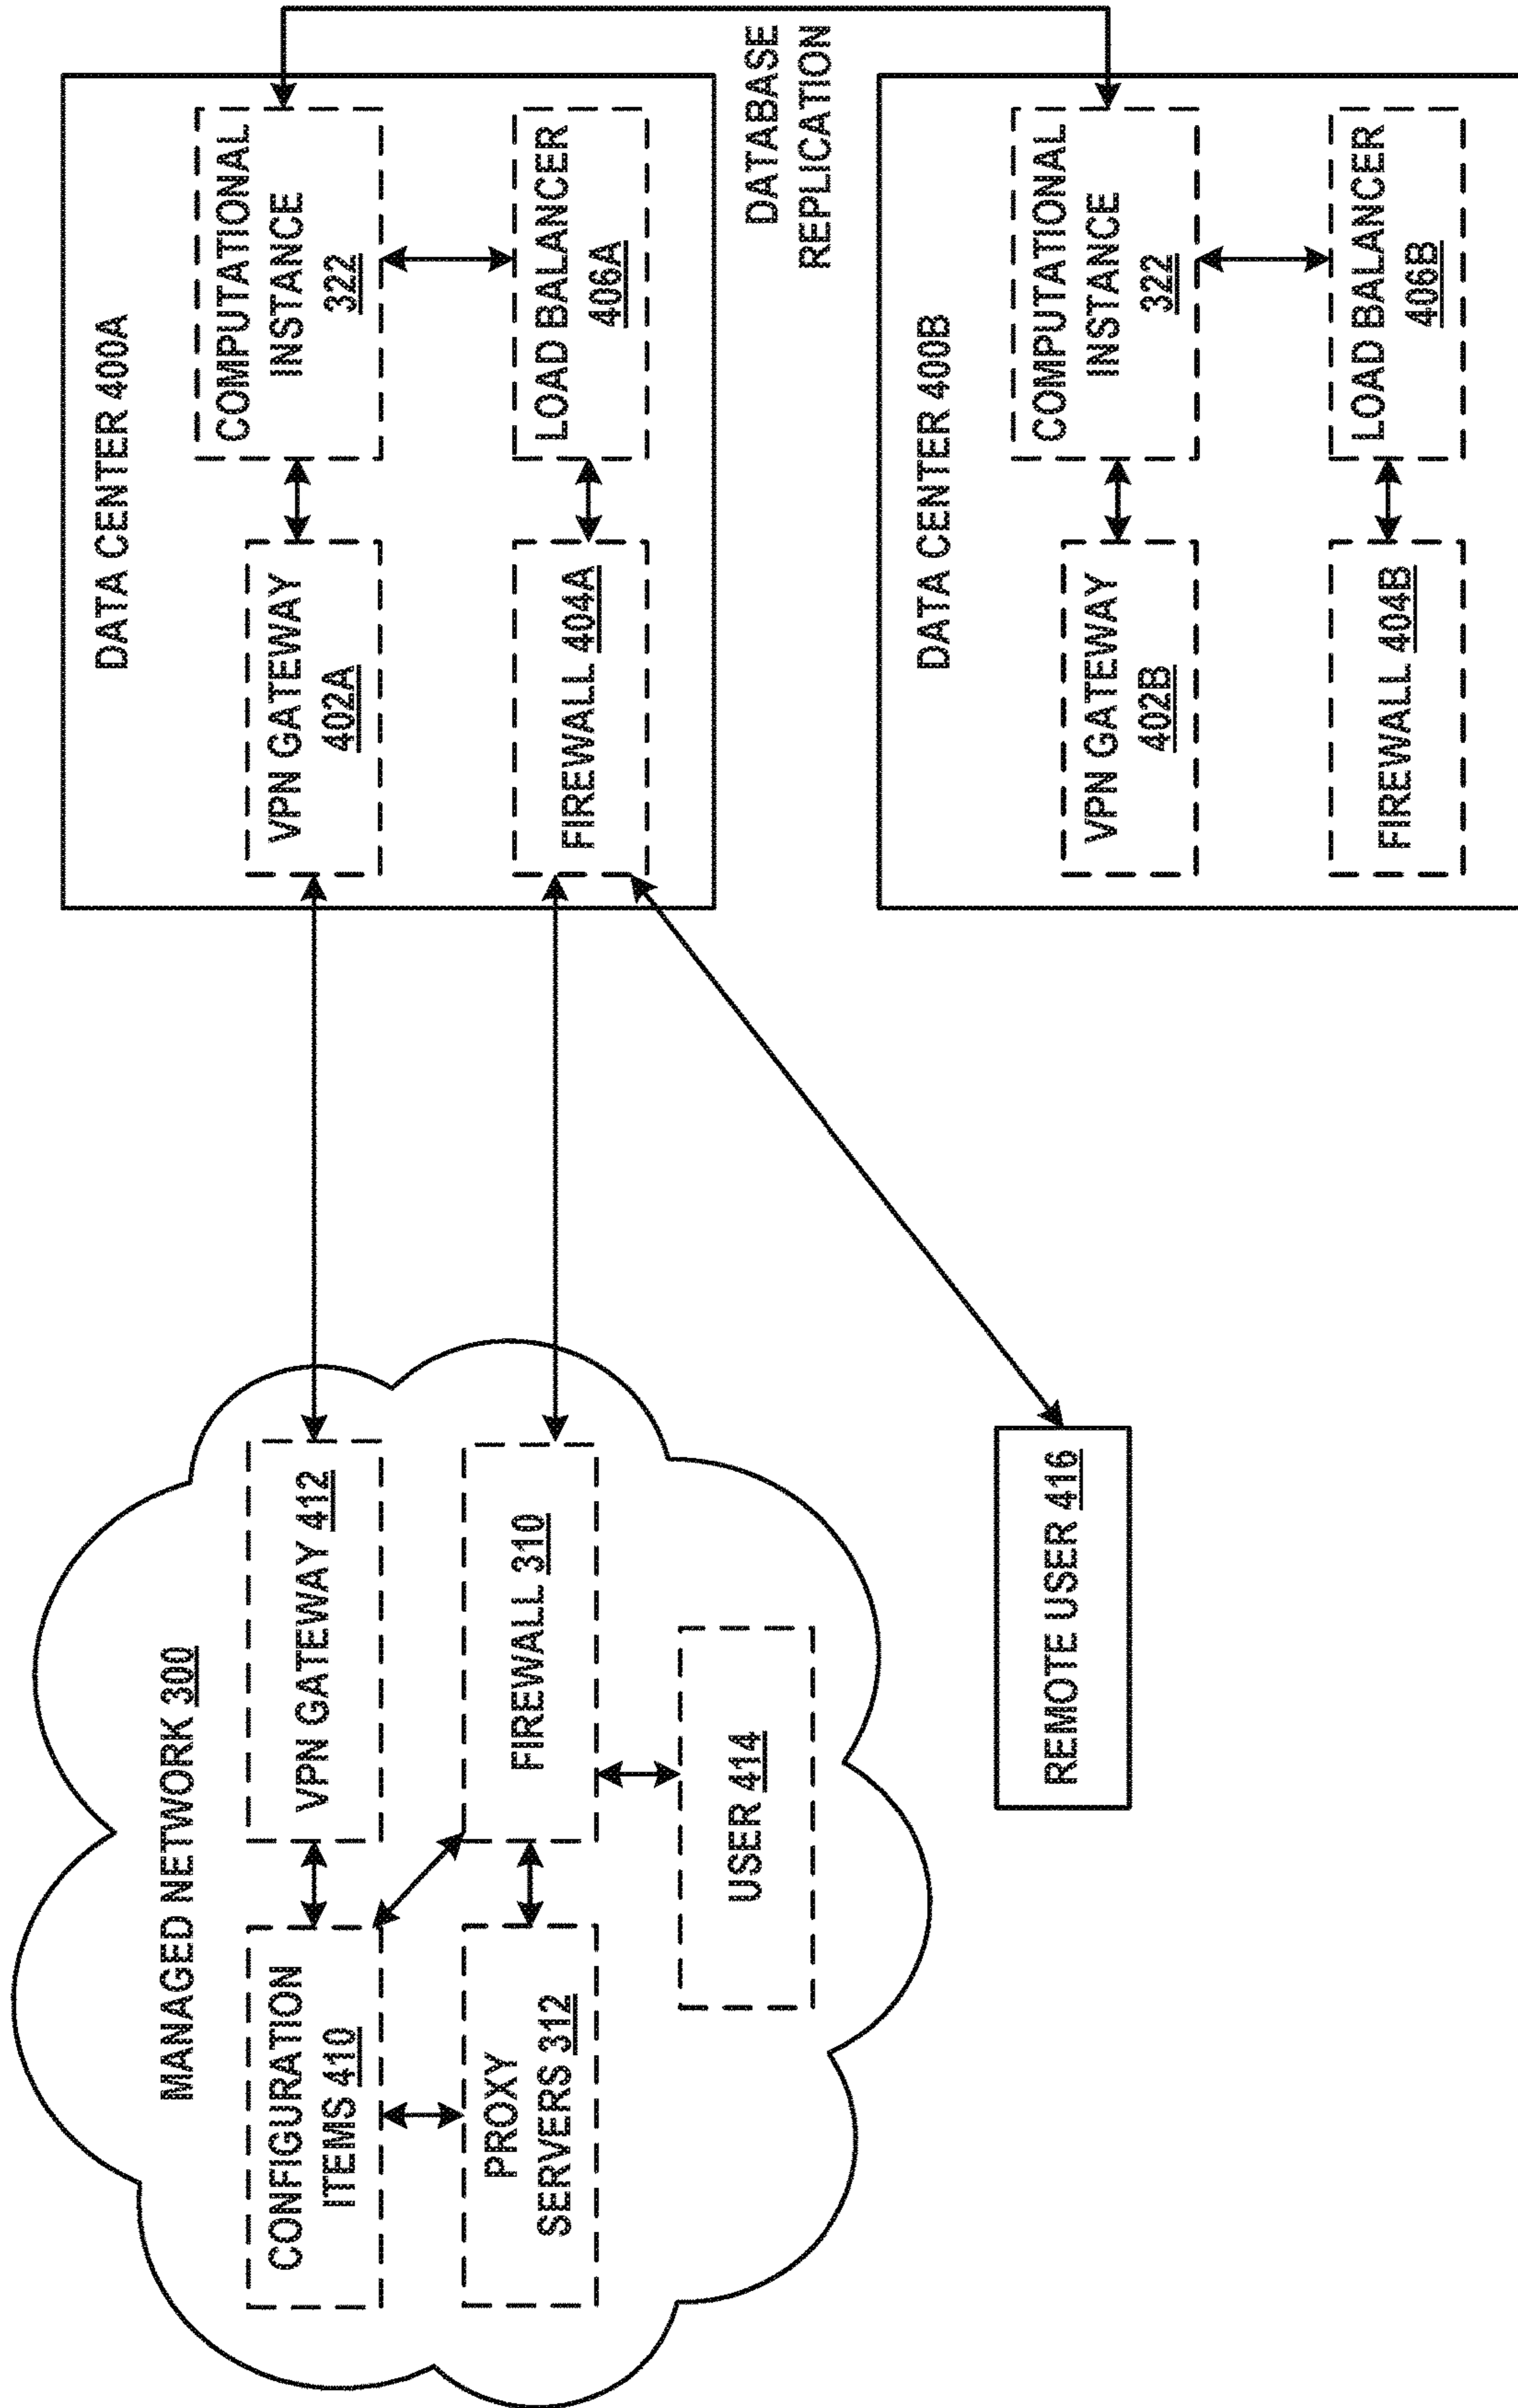 MANAGED NETWORK 300
CONFIGURATION
ITEMS 410
VPN GATEWAY 412
PROXY
SERVERS 312
FIREWALL 310
USER 414
REMOTE USER 416
DATA CENTER 400A
VPN GATEWAY
402A
COMPUTATIONAL
INSTANCE
322
FIREWALL 404A
LOAD BALANCER
406A
DATABASE
REPLICATION
DATA CENTER 400B
VPN GATEWAY
402B
COMPUTATIONAL
INSTANCE
322
FIREWALL 404B
LOAD BALANCER
406B